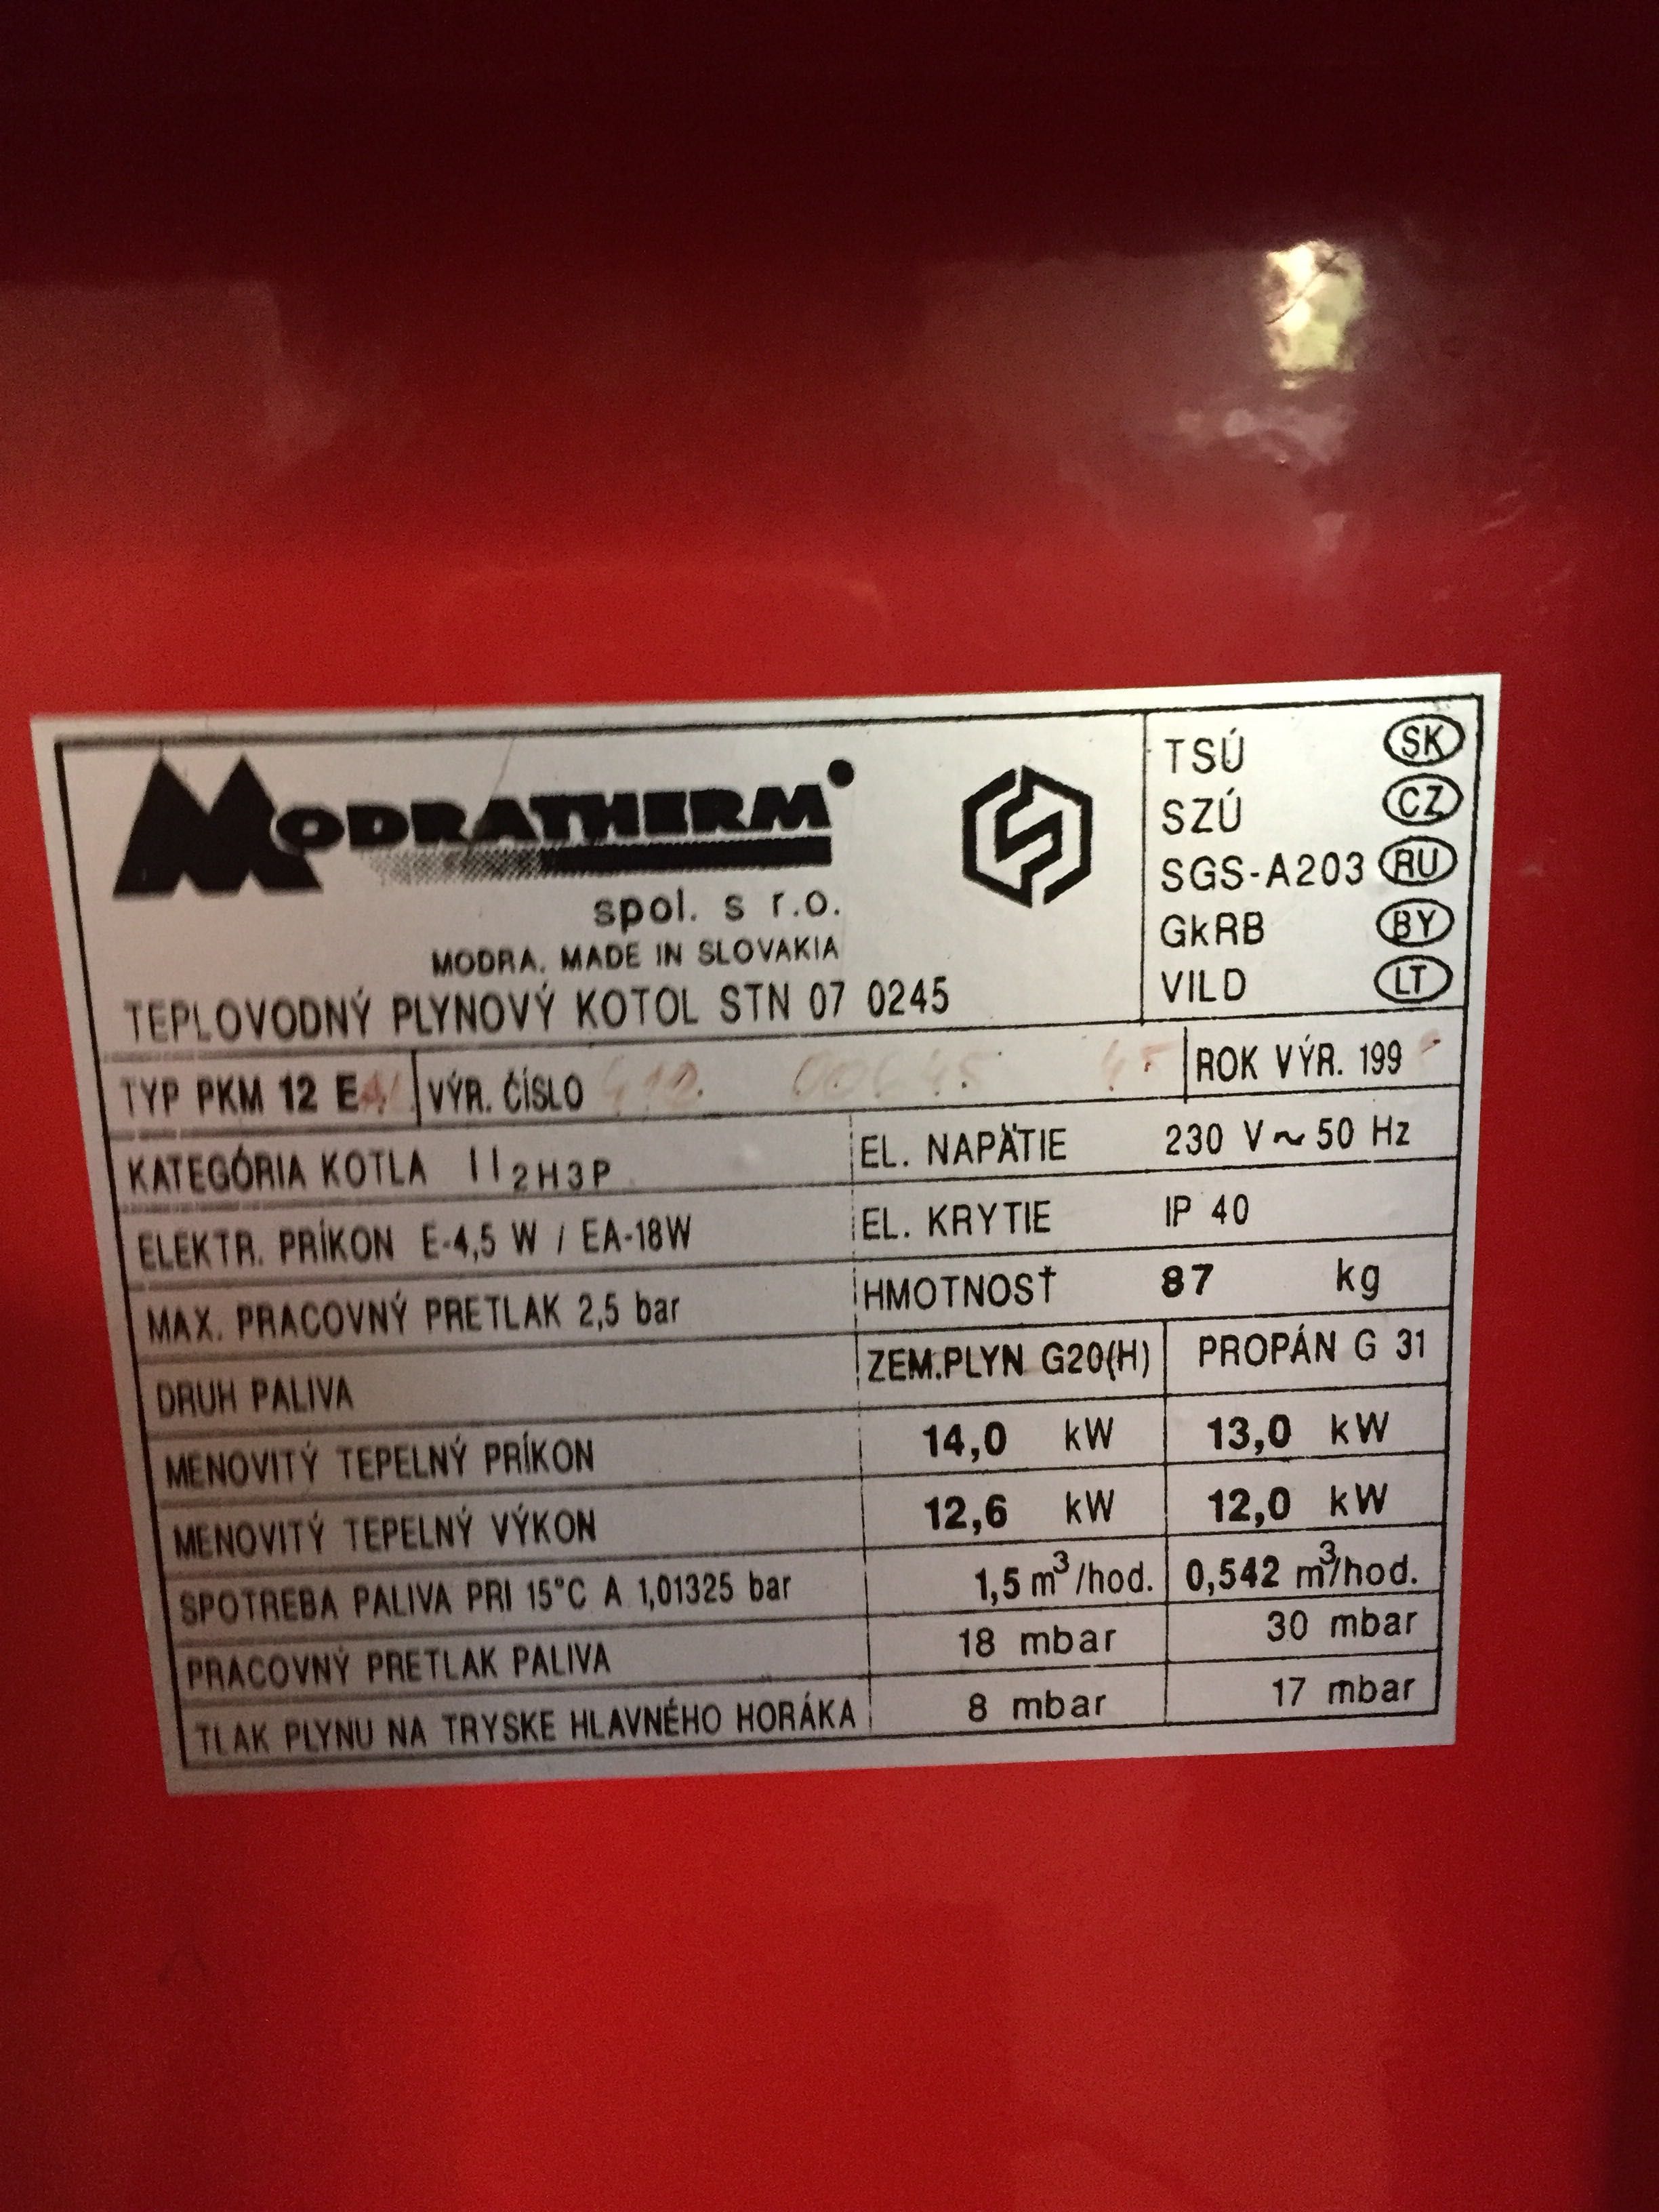 MODRATHERM
spol. s r.o.
MODRA. MADE IN SLOVAKIA
TEPLOVODNÝ PLYNOVÝ KOTOL STN 07 0245
TSÚ SK
SZÚ CZ
SGS-A203 RU
GkRB BY
VILD LT
TYP PKM 12 E VÝR. ČÍSLO ROK VÝR. 199
KATEGÓRIA KOTLA II2H3P EL. NAPÄTIE 230 V~50 Hz
ELEKTR. PRÍKON E-4,5 W / EA-18W EL. KRYTIE IP 40
MAX. PRACOVNÝ PRETLAK 2,5 bar HMOTNOSŤ 87 kg
DRUH PALIVA ZEM.PLYN G20(H) PROPÁN G 31
MENOVITÝ TEPELNÝ PRÍKON 14,0 kW 13,0 kW
MENOVITÝ TEPELNÝ VÝKON 12,6 kW 12,0 kW
SPOTREBA PALIVA PRI 15°C A 1,01325 bar 1,5 m³/hod. 0,542 m³/hod.
PRACOVNÝ PRETLAK PALIVA 18 mbar 30 mbar
TLAK PLYNU NA TRYSKE HLAVNÉHO HORÁKA 8 mbar 17 mbar